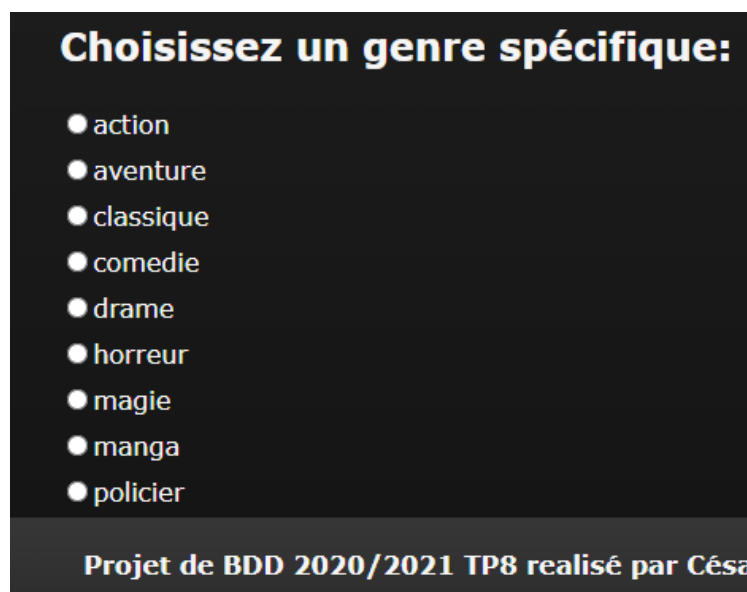 Choisissez un genre spécifique:
action
aventure
classique
comedie
drame
horreur
magie
manga
policier
Projet de BDD 2020/2021 TP8 realisé par